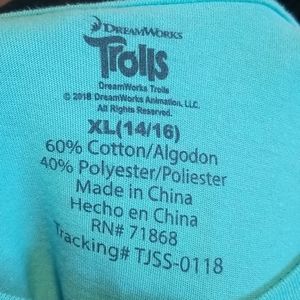 DREAMWORKS
Trolls
DreamWorks Trolls
© 2018 DreamWorks Animation, LLC.
All Rights Reserved.
XL(14/16)
60% Cotton/Algodon
40% Polyester/Poliester
Made in China
Hecho en China
RN# 71868
Tracking# TJSS-0118